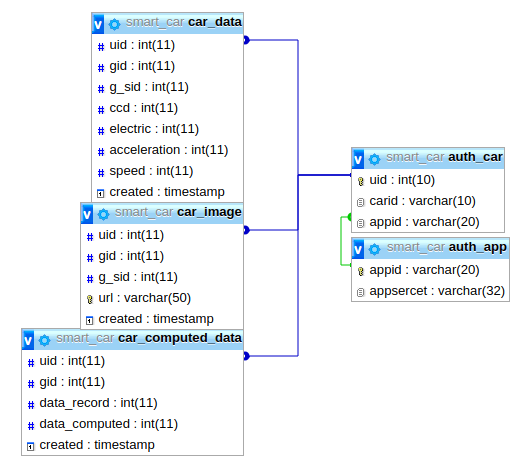 v smart_car car_data
# uid : int(11)
# gid : int(11)
# g_sid : int(11)
# ccd : int(11)
# electric : int(11)
# acceleration : int(11)
# speed : int(11)
created : timestamp
v smart_car car_image
# uid : int(11)
# gid : int(11)
# g_sid : int(11)
url : varchar(50)
created : timestamp
v smart_car car_computed_data
# uid : int(11)
# gid : int(11)
# data_record : int(11)
# data_computed : int(11)
created : timestamp
v smart_car auth_car
uid : int(10)
carid : varchar(10)
appid : varchar(20)
v smart_car auth_app
appid : varchar(20)
appsercet : varchar(32)